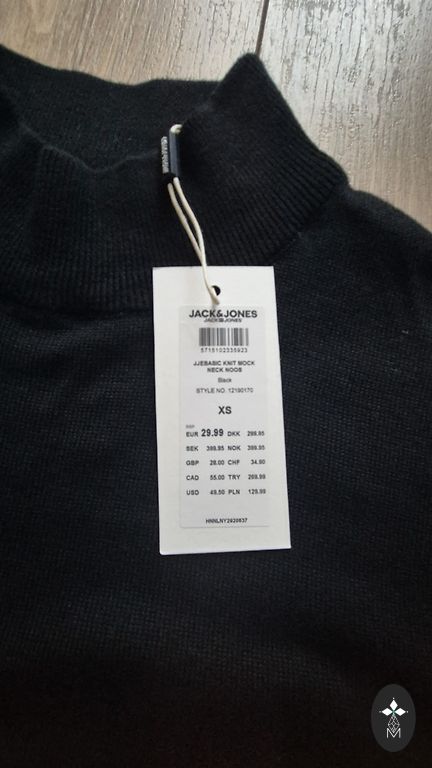 JACK&JONES
JACK&JONES
5715102335923
JJEBASIC KNIT MOCK
NECK NOOS
Black
STYLE NO. 12190170
XS
RRP
EUR 29.99 DKK 299.95
SEK 399.95 NOK 399.95
GBP 28.00 CHF 34.90
CAD 55.00 TRY 269.99
USD 49.50 PLN 129.99
HNNLNY2920837
M